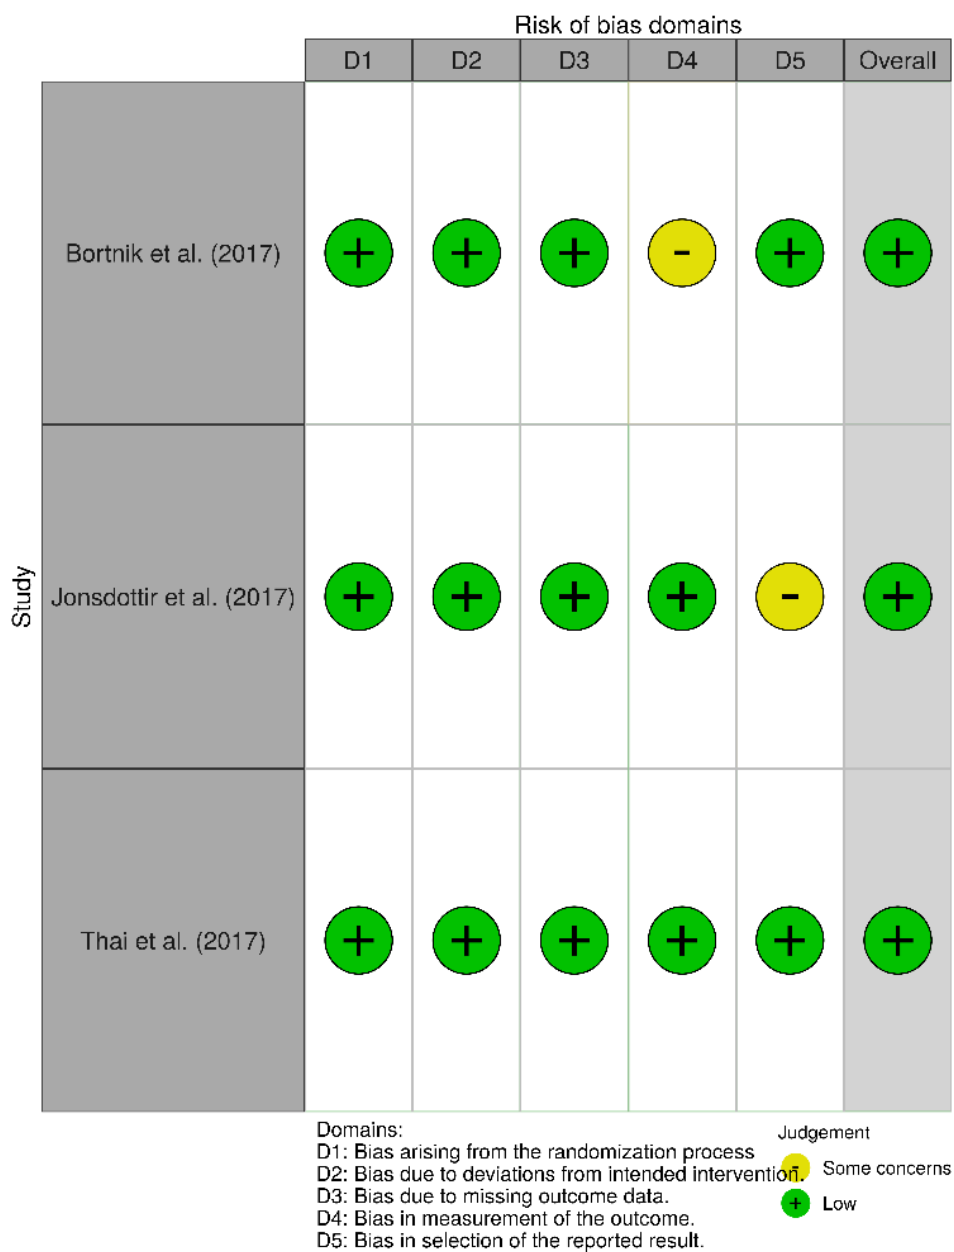 Risk of bias domains
D1 D2 D3 D4 D5 Overall
Study
Bortnik et al. (2017) + + + - + +
Jonsdottir et al. (2017) + + + + - +
Thai et al. (2017) + + + + + +
Domains:
D1: Bias arising from the randomization process
D2: Bias due to deviations from intended intervention.
D3: Bias due to missing outcome data.
D4: Bias in measurement of the outcome.
D5: Bias in selection of the reported result.
Judgement
- Some concerns
+ Low